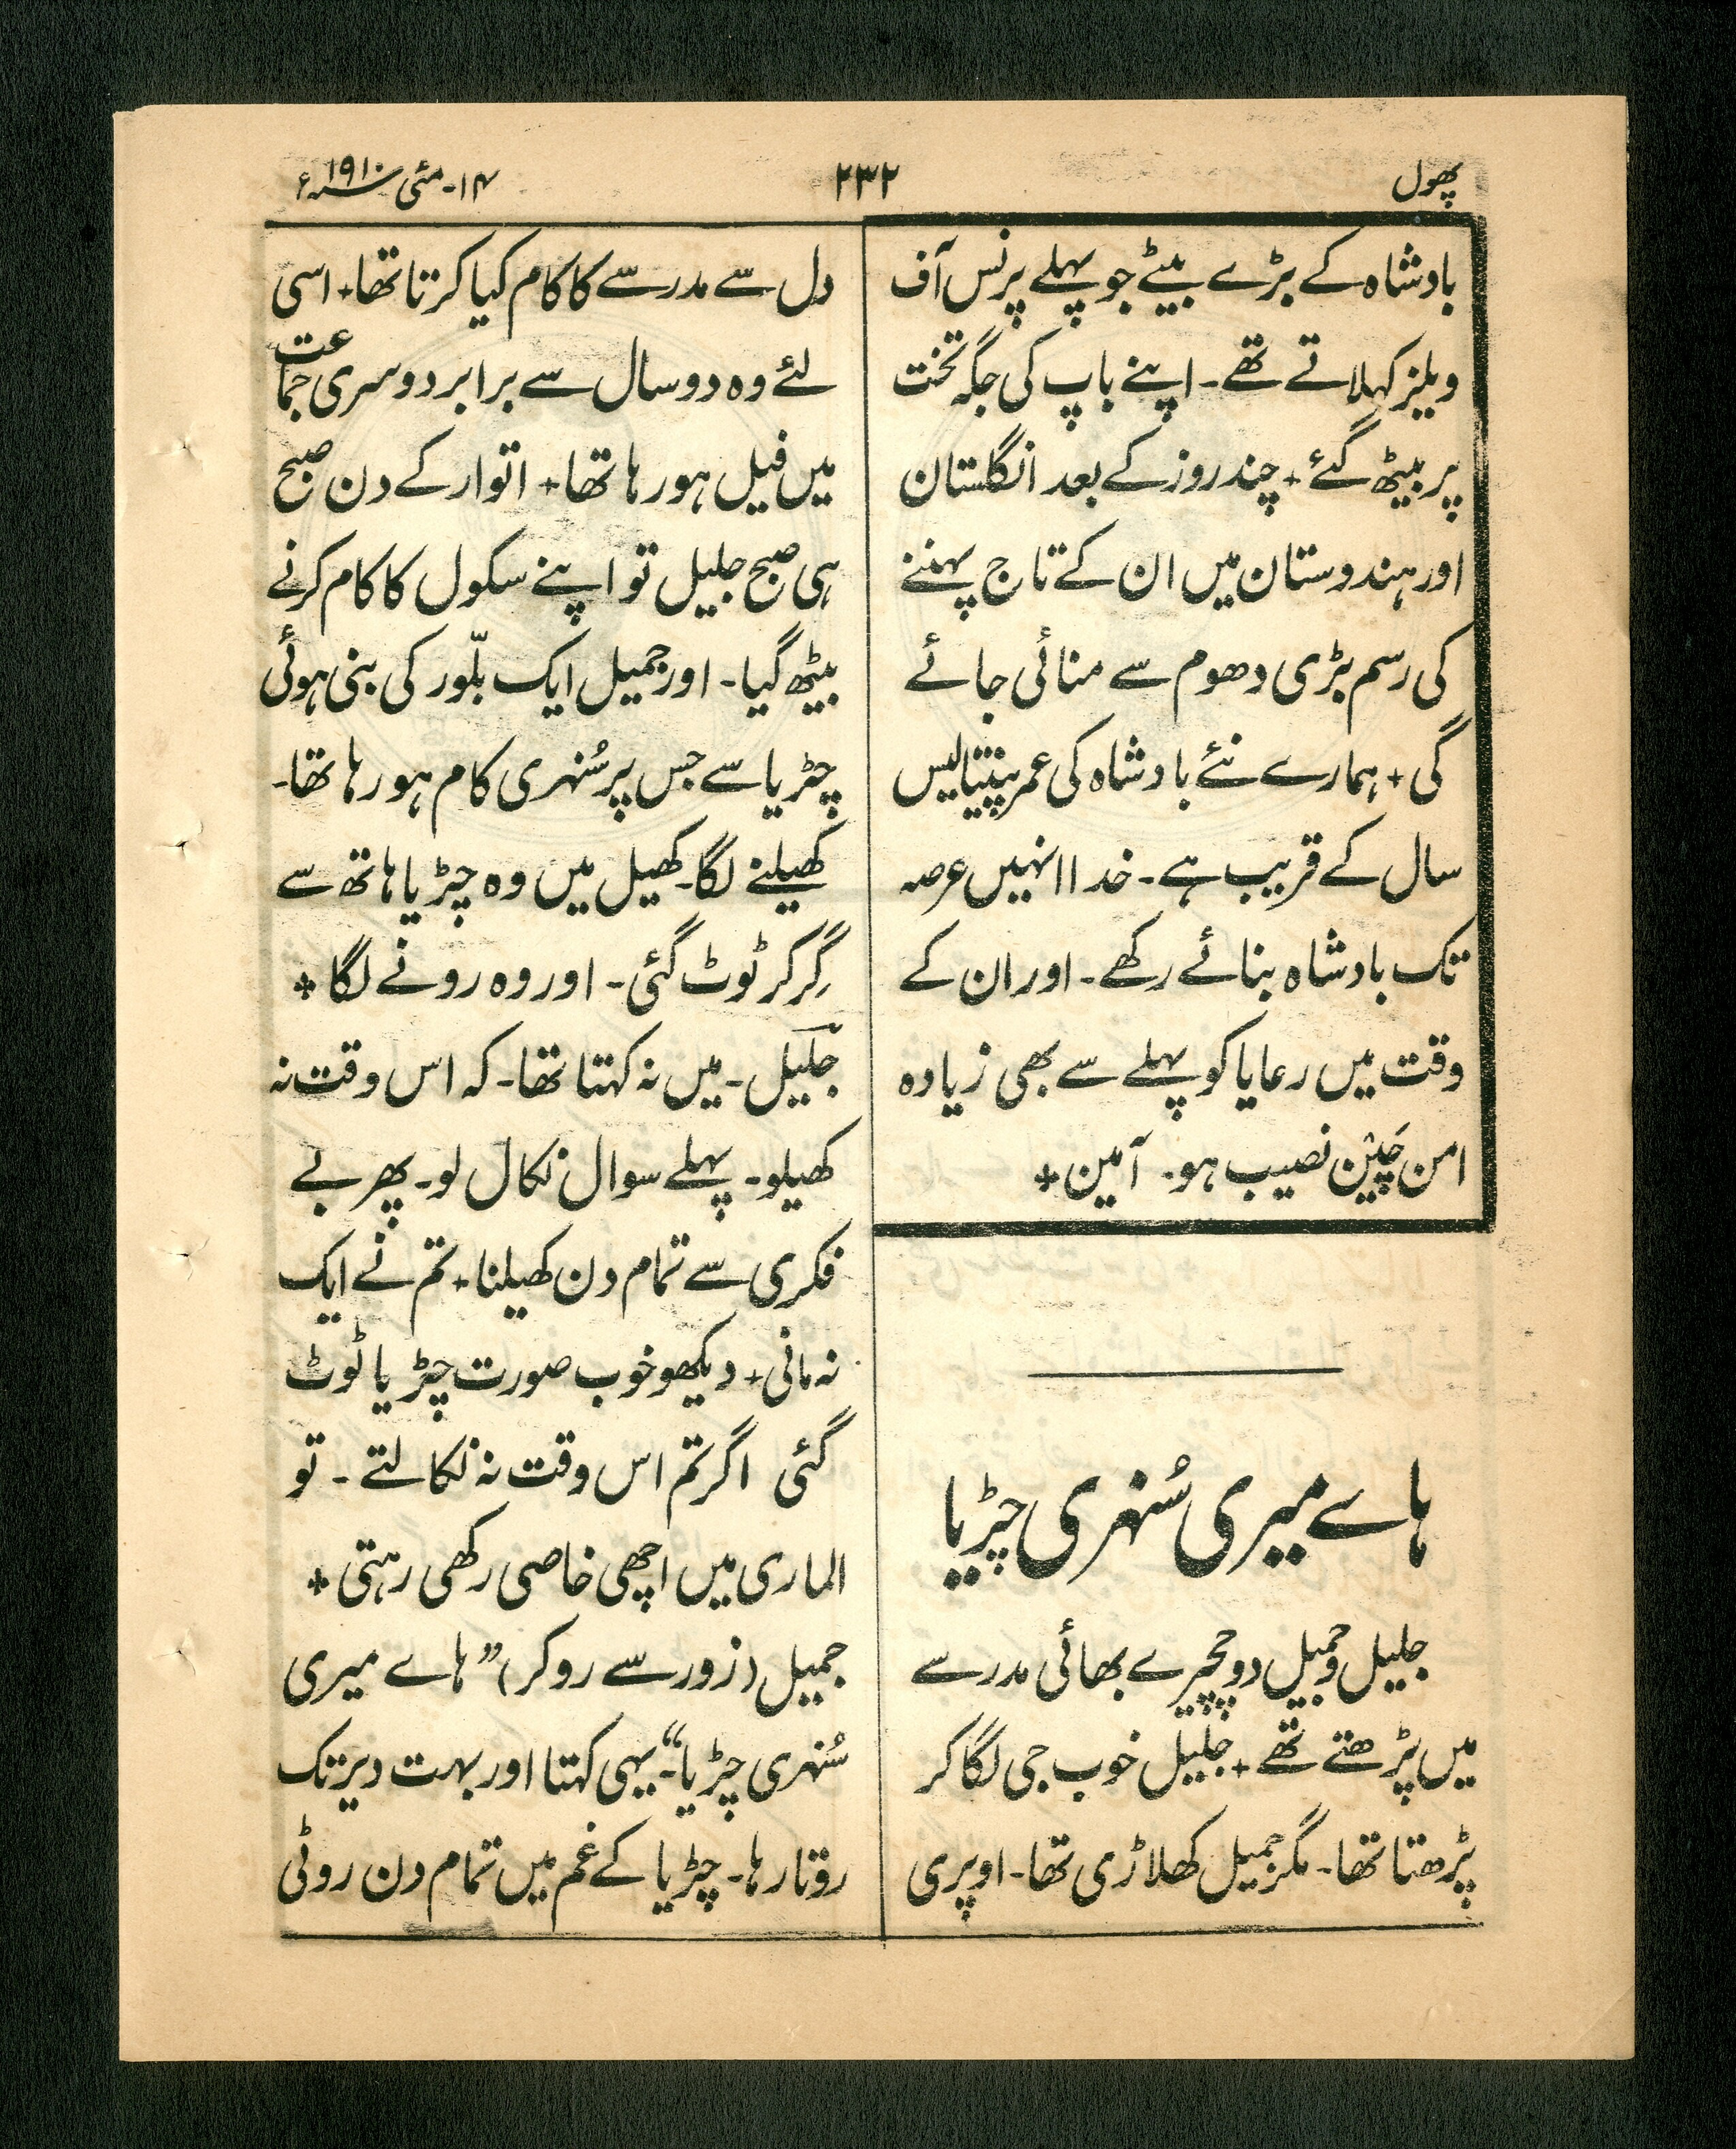 پھول
۲۳۲
۱۴-مئی سنہ ۱۹۱۰ء
بادشاہ کے بڑے بیٹے جو پہلے پرنس آف
ویلز کہلاتے تھے۔ اپنے باپ کی جگہ تخت
پر بیٹھ گئے + چند روز کے بعد انگلستان
اور ہندوستان میں ان کے تاج پہننے
کی رسم بڑی دھوم سے منائی جائے
گی + ہمارے نئے بادشاہ کی عمر پینتالیس
سال کے قریب ہے۔ خدا انہیں عرصہ
تک بادشاہ بنائے رکھے۔ اور ان کے
وقت میں رعایا کو پہلے سے بھی زیادہ
امن چَین نصیب ہو۔ آمین +
ہاے میری سُنہری چڑیا
جلیل و جمیل دو چچیرے بھائی مدرسے
میں پڑھتے تھے + جلیل خوب جی لگا کر
پڑھتا تھا۔ مگر جمیل کھلاڑی تھا۔ اوپری
دل سے مدرسے کا کام کیا کرتا تھا + اسی
لئے وہ دو سال سے برابر دوسری جماعت
میں فیل ہو رہا تھا + اتوار کے دن صبح
ہی صبح جلیل تو اپنے سکول کا کام کرنے
بیٹھ گیا۔ اور جمیل ایک بلّور کی بنی ہوئی
چڑیا سے جس پر سُنہری کام ہو رہا تھا۔
کھیلنے لگا۔ کھیل میں وہ چڑیا ہاتھ سے
گِر کر ٹوٹ گئی۔ اور وہ رونے لگا +
جلیل۔ میں نہ کہتا تھا۔ کہ اس وقت نہ
کھیلو۔ پہلے سوال نکال لو۔ پھر بے
فکری سے تمام دن کھیلنا + تم نے ایک
نہ مانی + دیکھو خوب صورت چڑیا ٹوٹ
گئی اگر تم اس وقت نہ نکالتے۔ تو
الماری میں اچھی خاصی رکھی رہتی +
جمیل (زور سے رو کر) ”ہاے میری
سُنہری چڑیا“۔ یہی کہتا اور بہت دیر تک
روتا رہا۔ چڑیا کے غم میں تمام دن روٹی